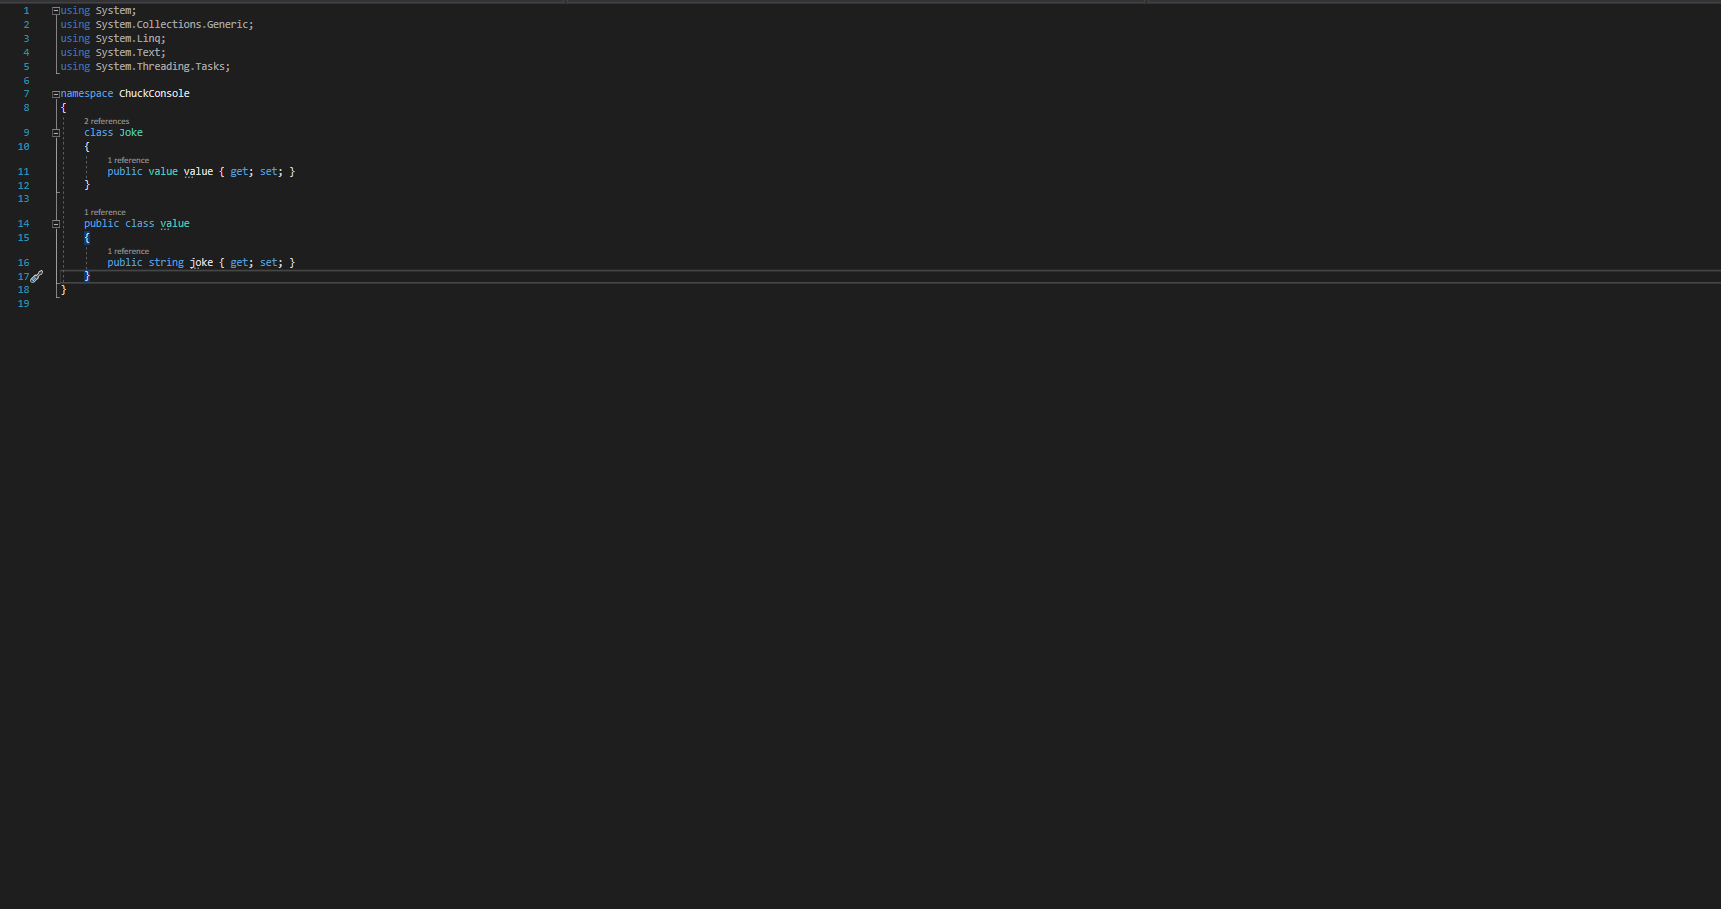 1 using System;
2 using System.Collections.Generic;
3 using System.Linq;
4 using System.Text;
5 using System.Threading.Tasks;
6
7 namespace ChuckConsole
8 {
2 references
9 class Joke
10 {
1 reference
11 public value value { get; set; }
12 }
13
1 reference
14 public class value
15 {
1 reference
16 public string joke { get; set; }
17 }
18 }
19